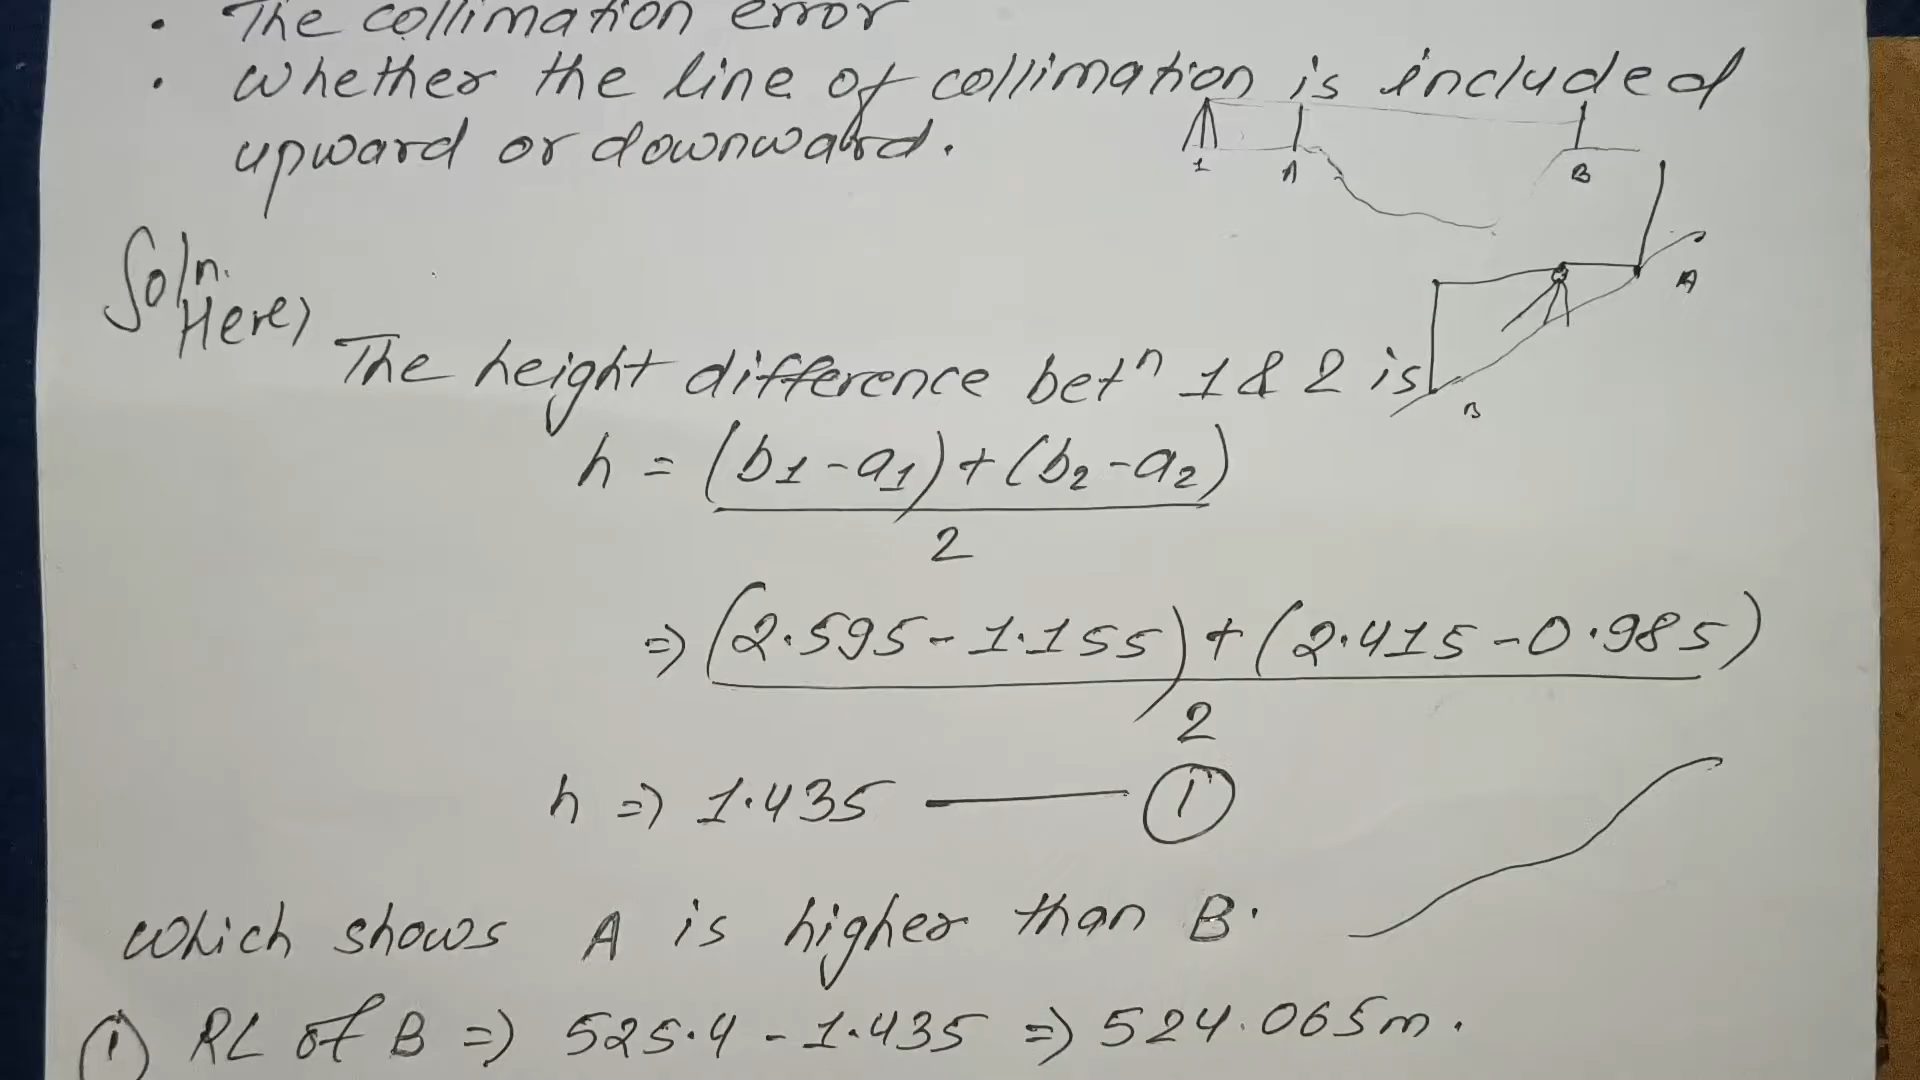 • The collimation error
• Whether the line of collimation is included
upward or downward.
1 A B
Soln.
Here,
A
B
The height difference betⁿ 1 & 2 is
h = (b1-a1)+(b2-a2)
2
=> (2.595-1.155)+(2.415-0.985)
2
h => 1.435 —— 1
which shows A is higher than B.
1 RL of B => 525.4 - 1.435 => 524.065m.